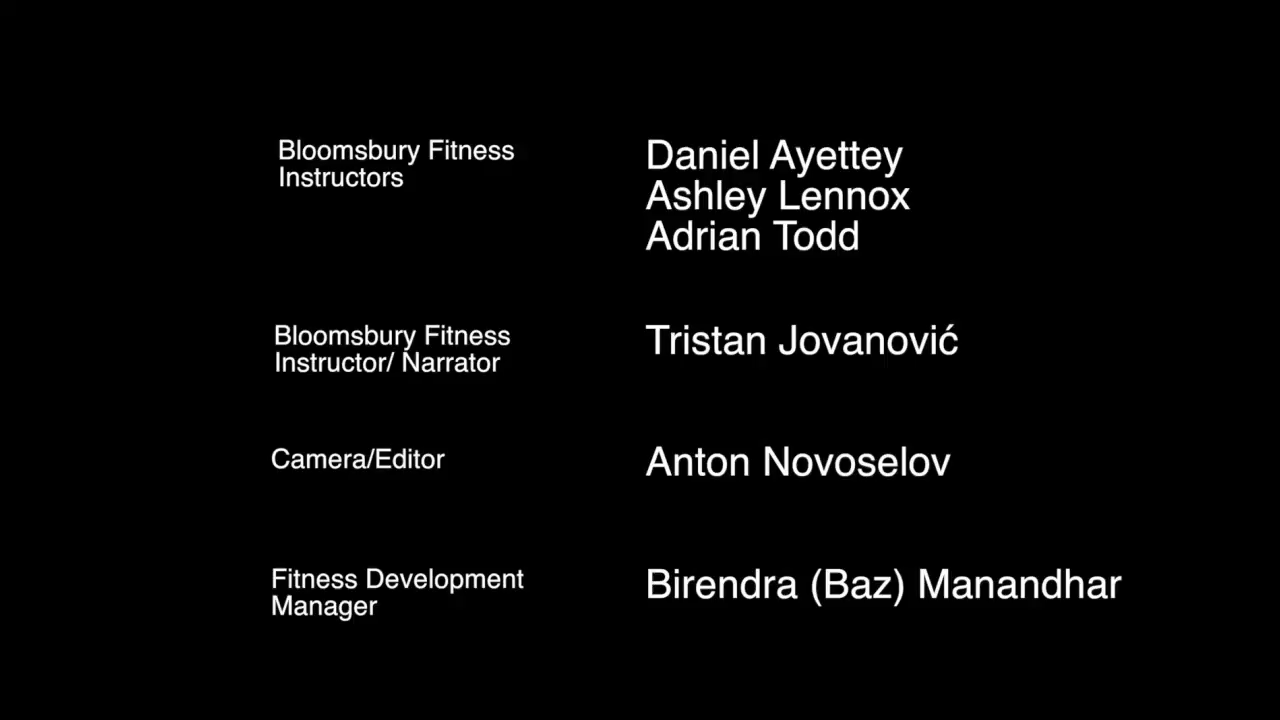 Bloomsbury Fitness
Instructors
Daniel Ayettey
Ashley Lennox
Adrian Todd
Bloomsbury Fitness
Instructor/ Narrator
Tristan Jovanović
Camera/Editor
Anton Novoselov
Fitness Development
Manager
Birendra (Baz) Manandhar